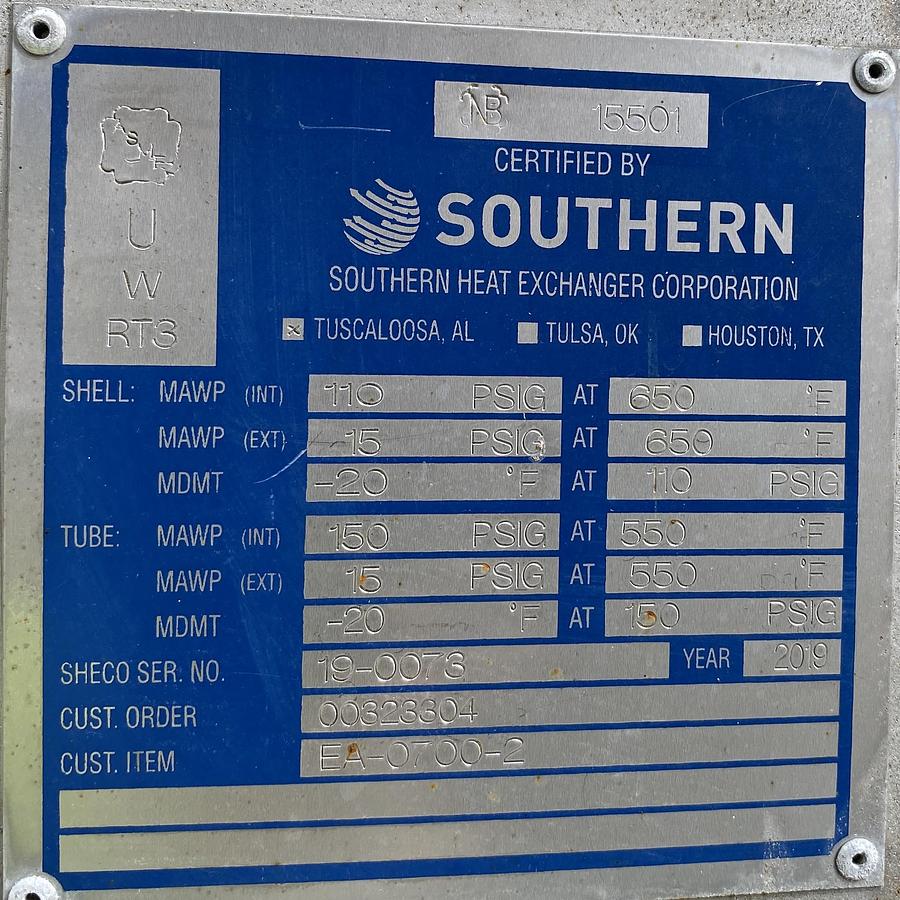 NB 15501
CERTIFIED BY
SOUTHERN
SOUTHERN HEAT EXCHANGER CORPORATION
U
W
RT3
☒ TUSCALOOSA, AL TULSA, OK HOUSTON, TX
SHELL: MAWP (INT) 110 PSIG AT 650 °F
MAWP (EXT) 15 PSIG AT 650 °F
MDMT -20 °F AT 110 PSIG
TUBE: MAWP (INT) 150 PSIG AT 550 °F
MAWP (EXT) 15 PSIG AT 550 °F
MDMT -20 °F AT 150 PSIG
SHECO SER. NO. 19-0073 YEAR 2019
CUST. ORDER 00323304
CUST. ITEM EA-0700-2